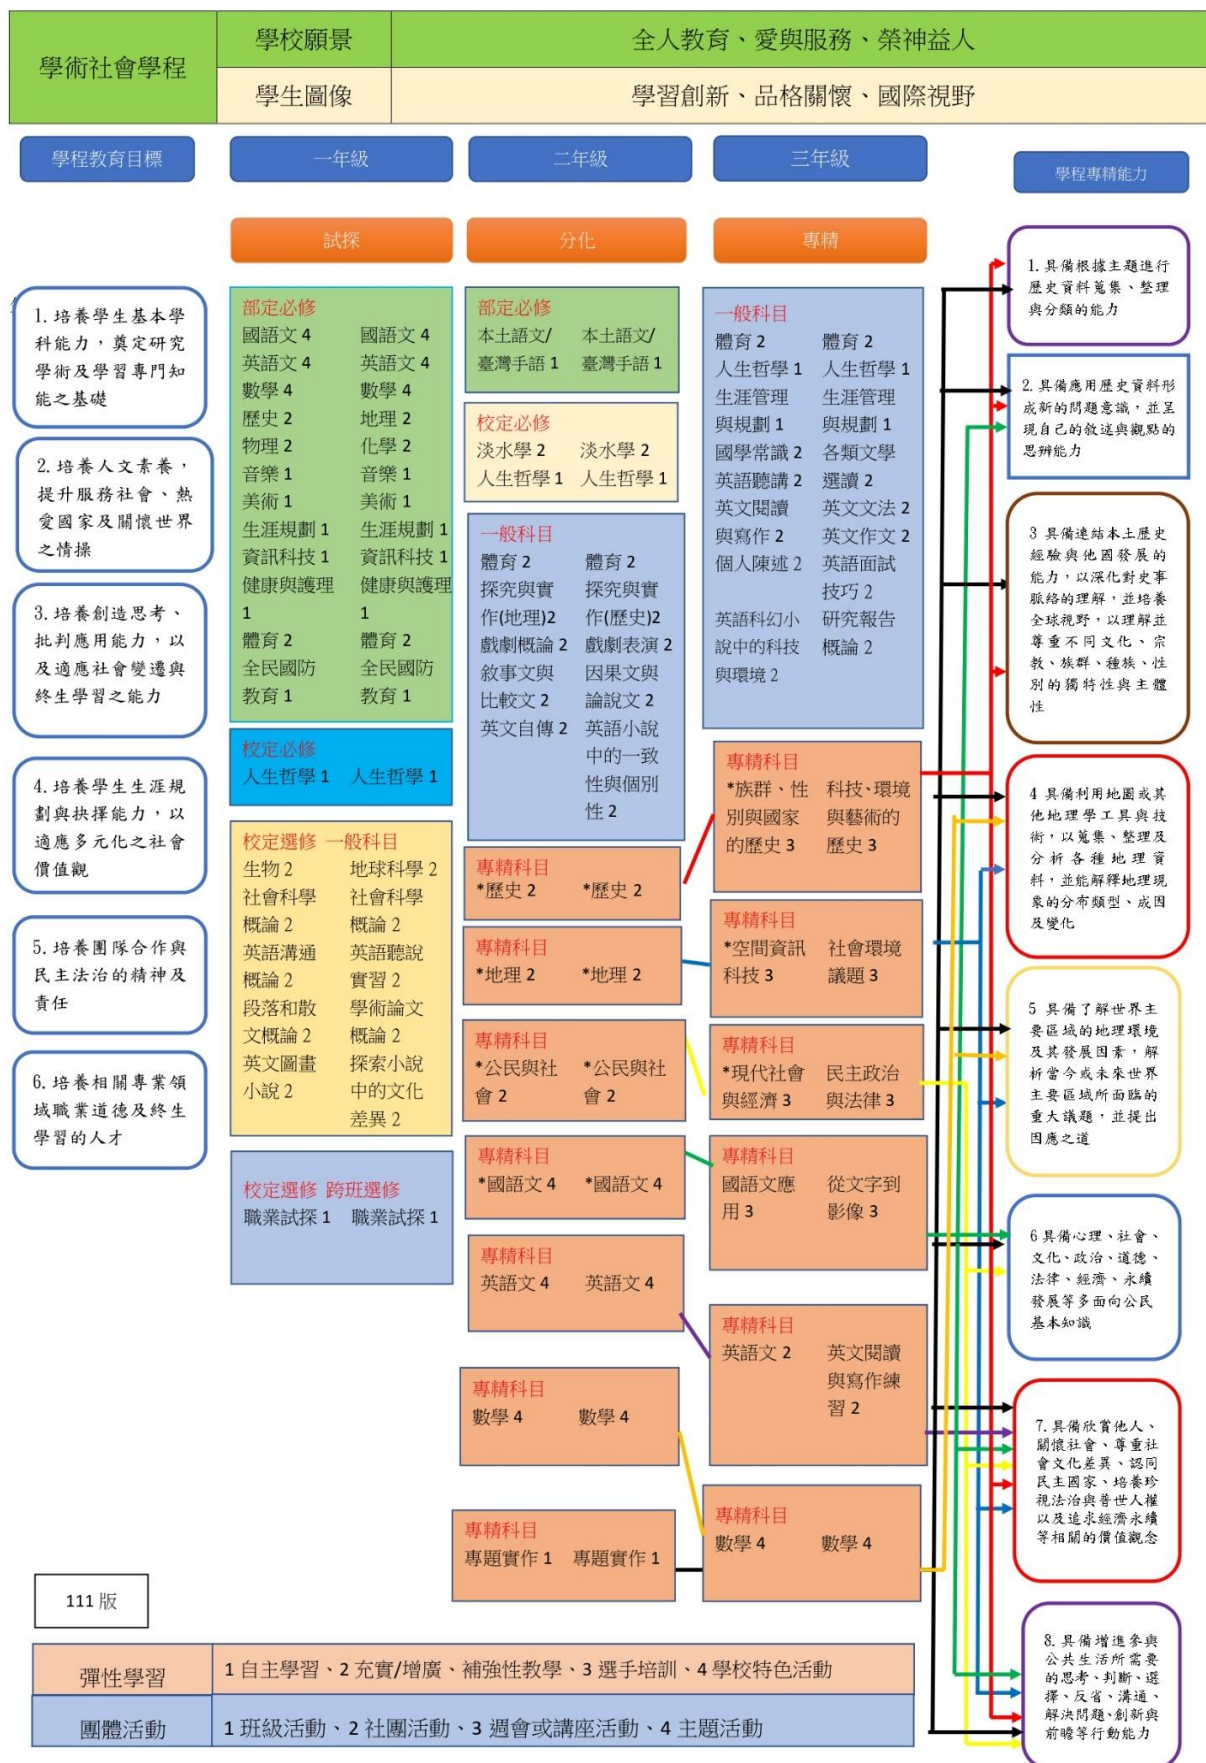 學術社會學程
學校願景
全人教育、愛與服務、榮神益人
學生圖像
學習創新、品格關懷、國際視野
學程教育目標
一年級
二年級
三年級
學程專精能力
試探
分化
專精
1. 培養學生基本學
科能力，奠定研究
學術及學習專門知
能之基礎
2. 培養人文素養，
提升服務社會、熱
愛國家及關懷世界
之情操
3. 培養創造思考、
批判應用能力，以
及適應社會變遷與
終生學習之能力
4. 培養學生生涯規
劃與抉擇能力，以
適應多元化之社會
價值觀
5. 培養團隊合作與
民主法治的精神及
責任
6. 培養相關專業領
域職業道德及終生
學習的人才
部定必修
國語文 4 國語文 4
英語文 4 英語文 4
數學 4 數學 4
歷史 2 地理 2
物理 2 化學 2
音樂 1 音樂 1
美術 1 美術 1
生涯規劃 1 生涯規劃 1
資訊科技 1 資訊科技 1
健康與護理 健康與護理
1 1
體育 2 體育 2
全民國防 全民國防
教育 1 教育 1
校定必修
人生哲學 1 人生哲學 1
校定選修 一般科目
生物 2 地球科學 2
社會科學 社會科學
概論 2 概論 2
英語溝通 英語聽說
概論 2 實習 2
段落和散 學術論文
文概論 2 概論 2
英文圖畫 探索小說
小說 2 中的文化
差異 2
校定選修 跨班選修
職業試探 1 職業試探 1
部定必修
本土語文/ 本土語文/
臺灣手語 1 臺灣手語 1
校定必修
淡水學 2 淡水學 2
人生哲學 1 人生哲學 1
一般科目
體育 2 體育 2
探究與實 探究與實
作(地理)2 作(歷史)2
戲劇概論 2 戲劇表演 2
敘事文與 因果文與
比較文 2 論說文 2
英文自傳 2 英語小說
中的一致
性與個別
性 2
專精科目
*歷史 2 *歷史 2
專精科目
*地理 2 *地理 2
專精科目
*公民與社 *公民與社
會 2 會 2
專精科目
*國語文 4 *國語文 4
專精科目
英語文 4 英語文 4
專精科目
數學 4 數學 4
專精科目
專題實作 1 專題實作 1
一般科目
體育 2 體育 2
人生哲學 1 人生哲學 1
生涯管理 生涯管理
與規劃 1 與規劃 1
國學常識 2 各類文學
英語聽講 2 選讀 2
英文閱讀 英文文法 2
與寫作 2 英文作文 2
個人陳述 2 英語面試
技巧 2
英語科幻小 研究報告
說中的科技 概論 2
與環境 2
專精科目
*族群、性 科技、環境
別與國家 與藝術的
的歷史 3 歷史 3
專精科目
*空間資訊 社會環境
科技 3 議題 3
專精科目
*現代社會 民主政治
與經濟 3 與法律 3
專精科目
國語文應 從文字到
用 3 影像 3
專精科目
英語文 2 英文閱讀
與寫作練
習 2
專精科目
數學 4 數學 4
1. 具備根據主題進行
歷史資料蒐集、整理
與分類的能力
2. 具備應用歷史資料形
成新的問題意識，並呈
現自己的敘述與觀點的
思辨能力
3 具備連結本土歷史
經驗與他國發展的
能力，以深化對史事
脈絡的理解，並培養
全球視野，以理解並
尊重不同文化、宗
教、族群、種族、性
別的獨特性與主體
性
4 具備利用地圖或其
他地理學工具與技
術，以蒐集、整理及
分析各種地理資
料，並能解釋地理現
象的分布類型、成因
及變化
5 具備了解世界主
要區域的地理環境
及其發展因素，解
析當今或未來世界
主要區域所面臨的
重大議題，並提出
因應之道
6 具備心理、社會、
文化、政治、道德、
法律、經濟、永續
發展等多面向公民
基本知識
7. 具備欣賞他人、
關懷社會、尊重社
會文化差異、認同
民主國家、培養珍
視法治與普世人權
以及追求經濟永續
等相關的價值觀念
8. 具備增進參與
公共生活所需要
的思考、判斷、選
擇、反省、溝通、
解決問題、創新與
前瞻等行動能力
111 版
彈性學習
1 自主學習、2 充實/增廣、補強性教學、3 選手培訓、4 學校特色活動
團體活動
1 班級活動、2 社團活動、3 週會或講座活動、4 主題活動